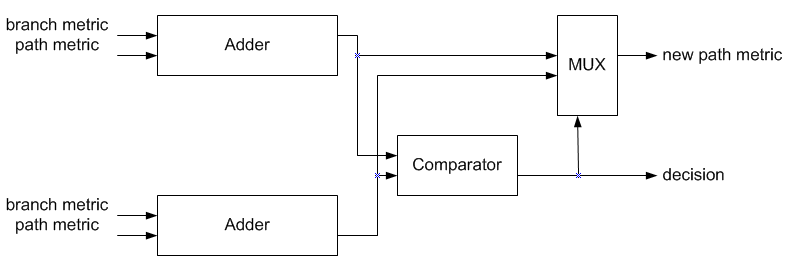 branch metric
path metric
Adder
MUX
new path metric
Comparator
decision
branch metric
path metric
Adder